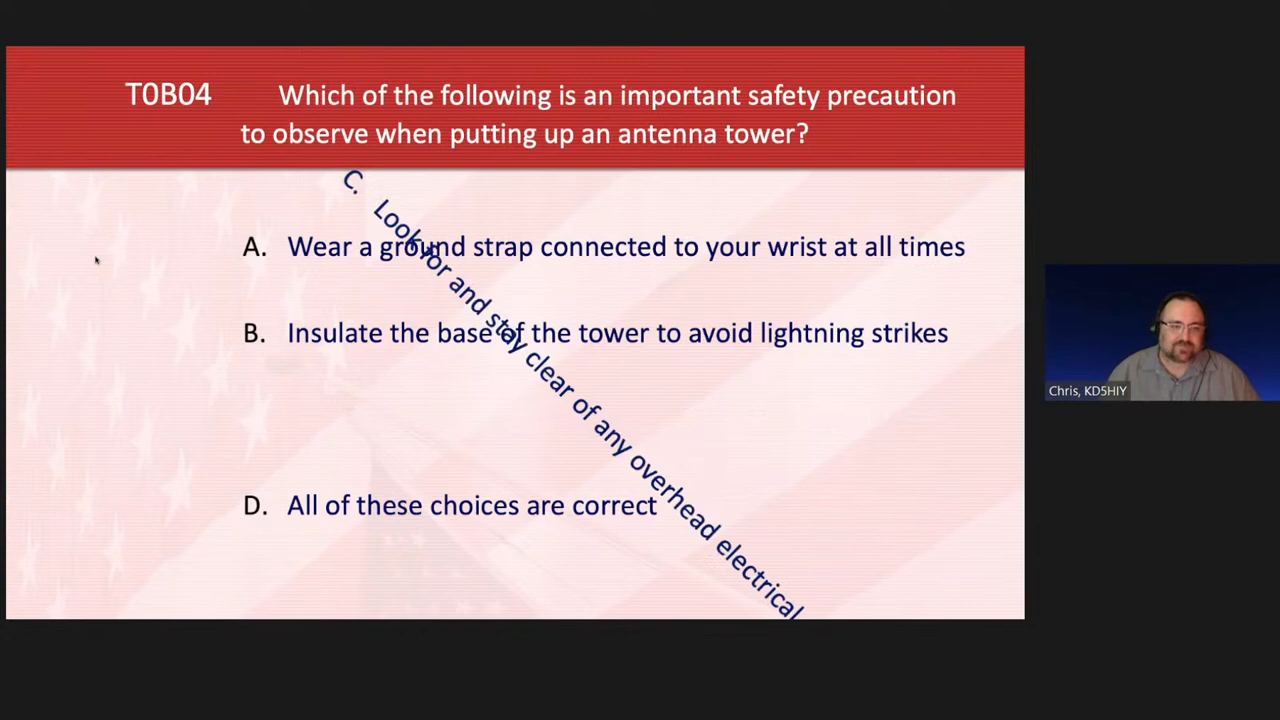 T0B04 Which of the following is an important safety precaution
to observe when putting up an antenna tower?
A. Wear a ground strap connected to your wrist at all times
B. Insulate the base of the tower to avoid lightning strikes
C. Look for and stay clear of any overhead electrical
D. All of these choices are correct
Chris, KD5HIY